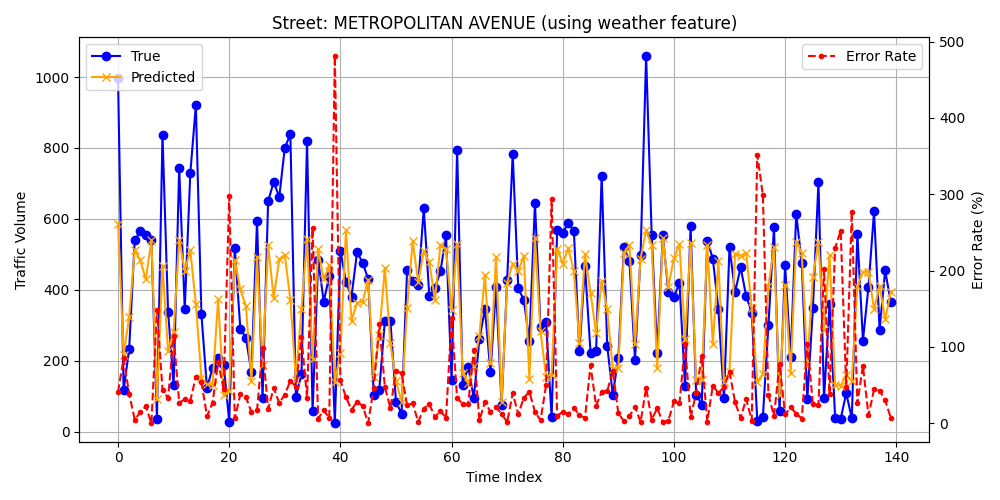 Street: METROPOLITAN AVENUE (using weather feature)
True
Predicted
Error Rate
Traffic Volume
0
200
400
600
800
1000
Error Rate (%)
0
100
200
300
400
500
0 20 40 60 80 100 120 140
Time Index